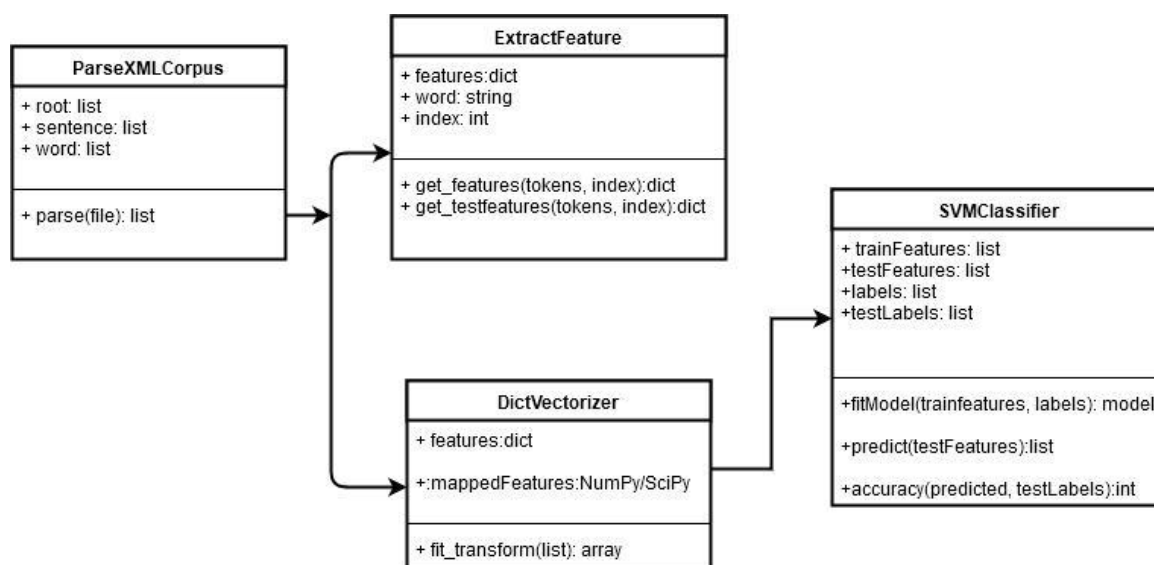 ParseXMLCorpus
+ root: list
+ sentence: list
+ word: list
+ parse(file): list
ExtractFeature
+ features:dict
+ word: string
+ index: int
+ get_features(tokens, index):dict
+ get_testfeatures(tokens, index):dict
DictVectorizer
+ features:dict
+:mappedFeatures:NumPy/SciPy
+ fit_transform(list): array
SVMClassifier
+ trainFeatures: list
+testFeatures: list
+labels: list
+testLabels: list
+fitModel(trainfeatures, labels): model
+predict(testFeatures):list
+accuracy(predicted, testLabels):int